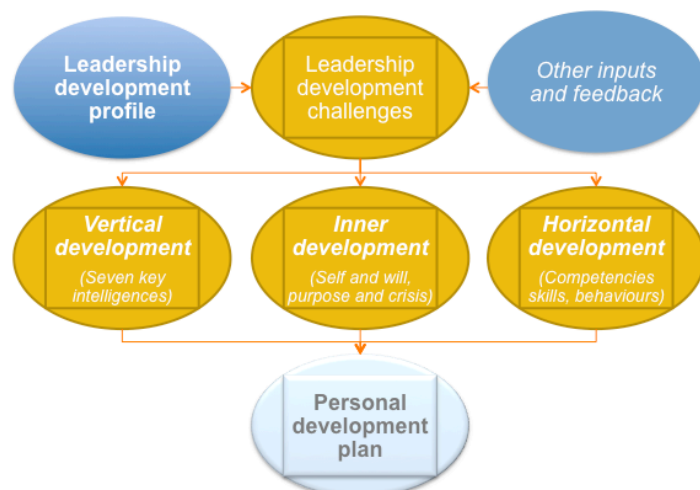 Leadership
development
profile
Leadership
development
challenges
Other inputs
and feedback
Vertical
development
(Seven key
intelligences)
Inner
development
(Self and will,
purpose and crisis)
Horizontal
development
(Competencies
skills, behaviours)
Personal
development
plan